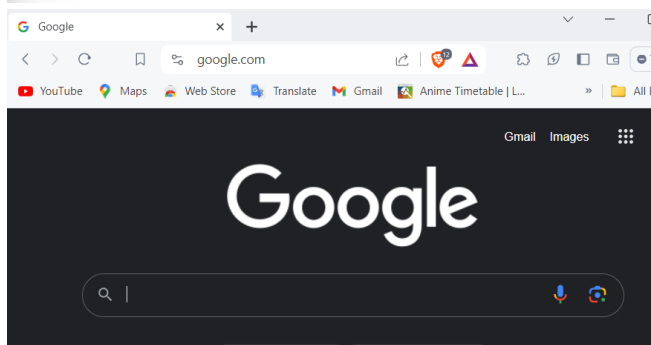 Google
google.com
YouTube Maps Web Store Translate Gmail Anime Timetable | L... » All
Gmail Images
Google